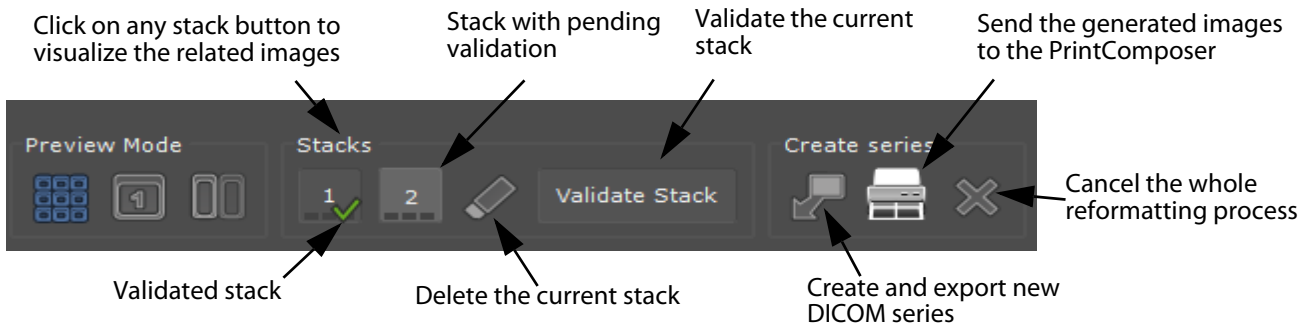 Click on any stack button to
visualize the related images
Stack with pending
validation
Validate the current
stack
Send the generated images
to the PrintComposer
Preview Mode
Stacks
Create series
1
1
2
Validate Stack
Cancel the whole
reformatting process
Validated stack
Delete the current stack
Create and export new
DICOM series